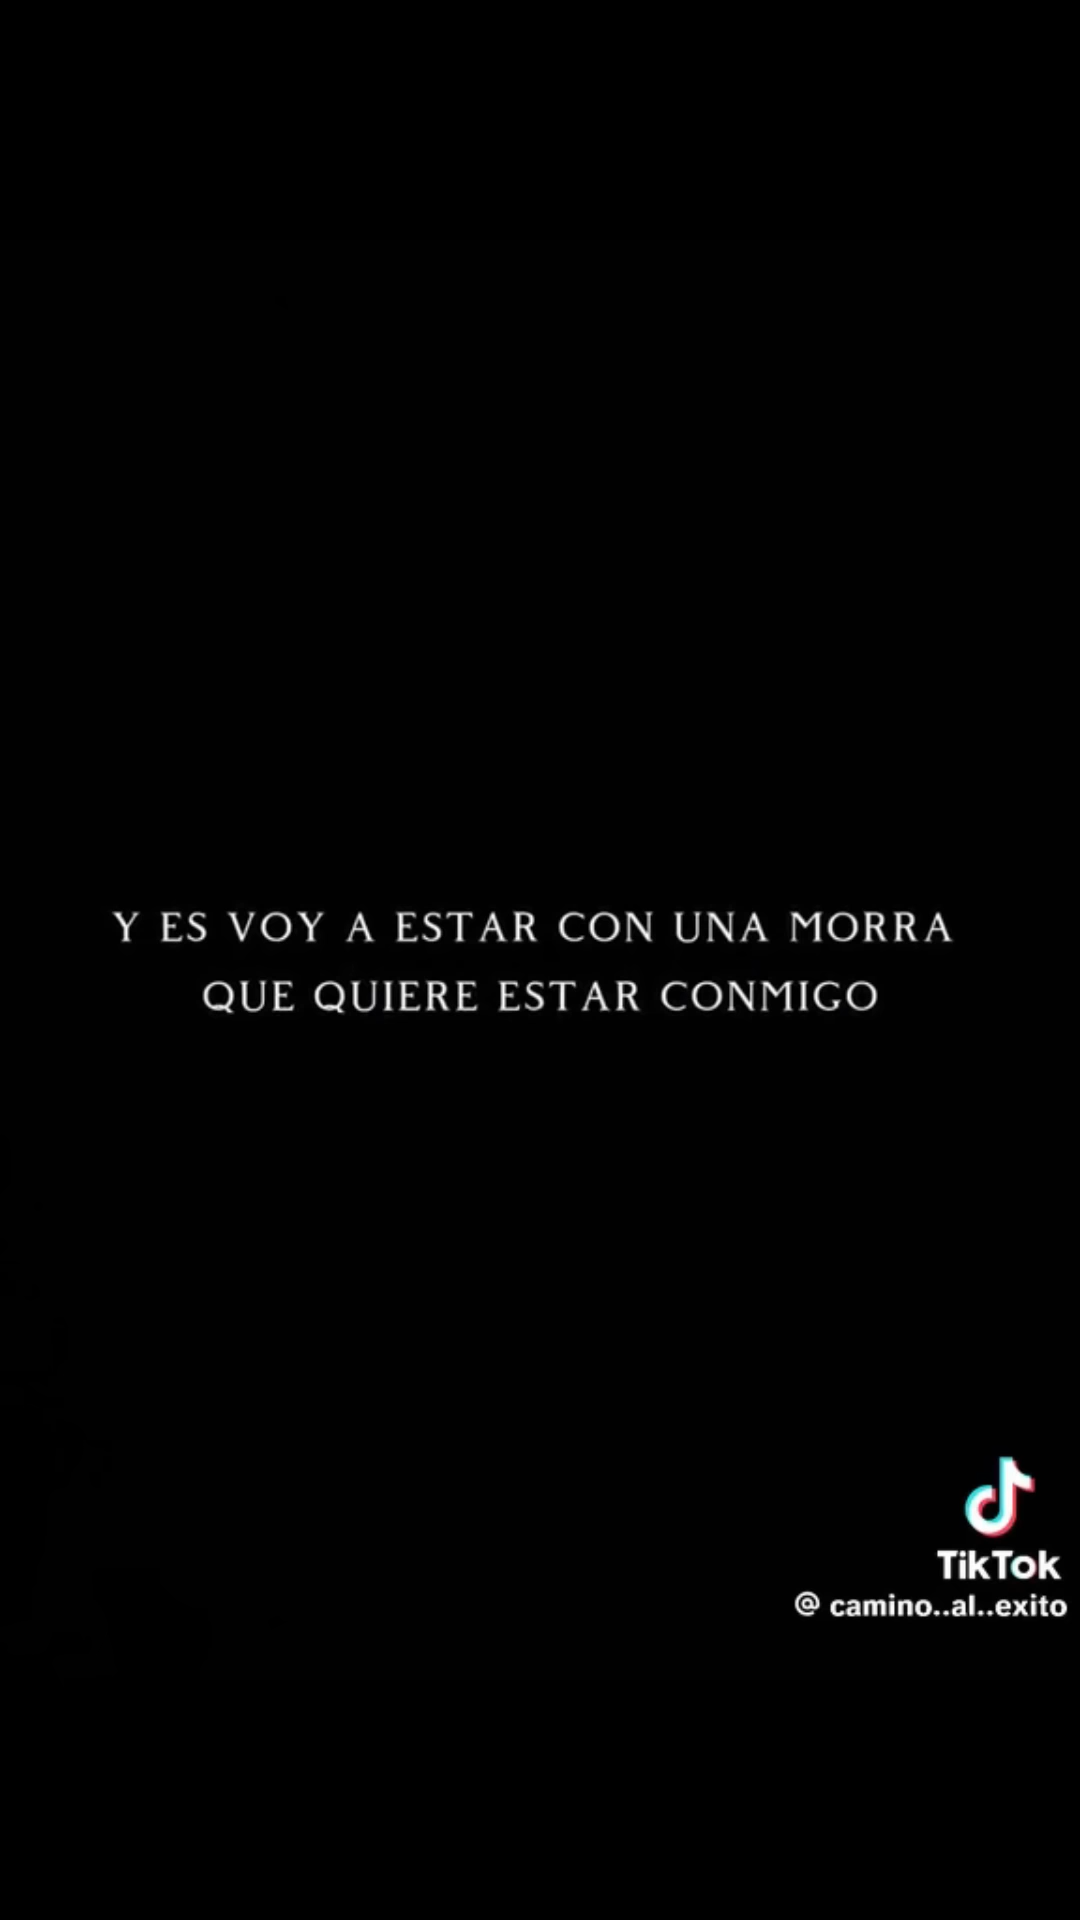 Y ES VOY A ESTAR CON UNA MORRA
QUE QUIERE ESTAR CONMIGO
TikTok
@ camino..al..exito